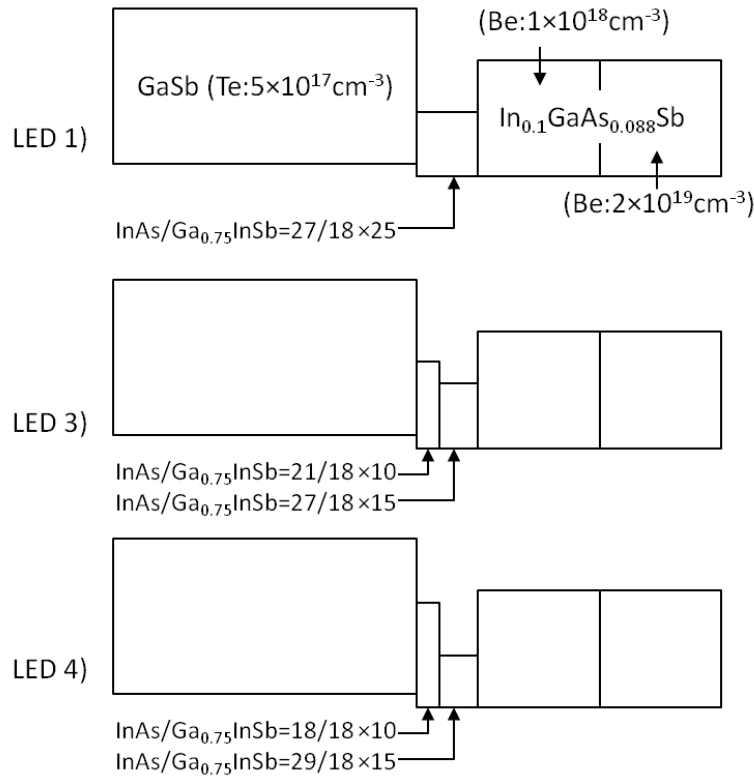 (Be:1×10¹⁸cm⁻³)
GaSb (Te:5×10¹⁷cm⁻³)
LED 1)
In₀.₁GaAs₀.₀₈₈Sb
(Be:2×10¹⁹cm⁻³)
InAs/Ga₀.₇₅InSb=27/18 ×25
LED 3)
InAs/Ga₀.₇₅InSb=21/18 ×10
InAs/Ga₀.₇₅InSb=27/18 ×15
LED 4)
InAs/Ga₀.₇₅InSb=18/18 ×10
InAs/Ga₀.₇₅InSb=29/18 ×15